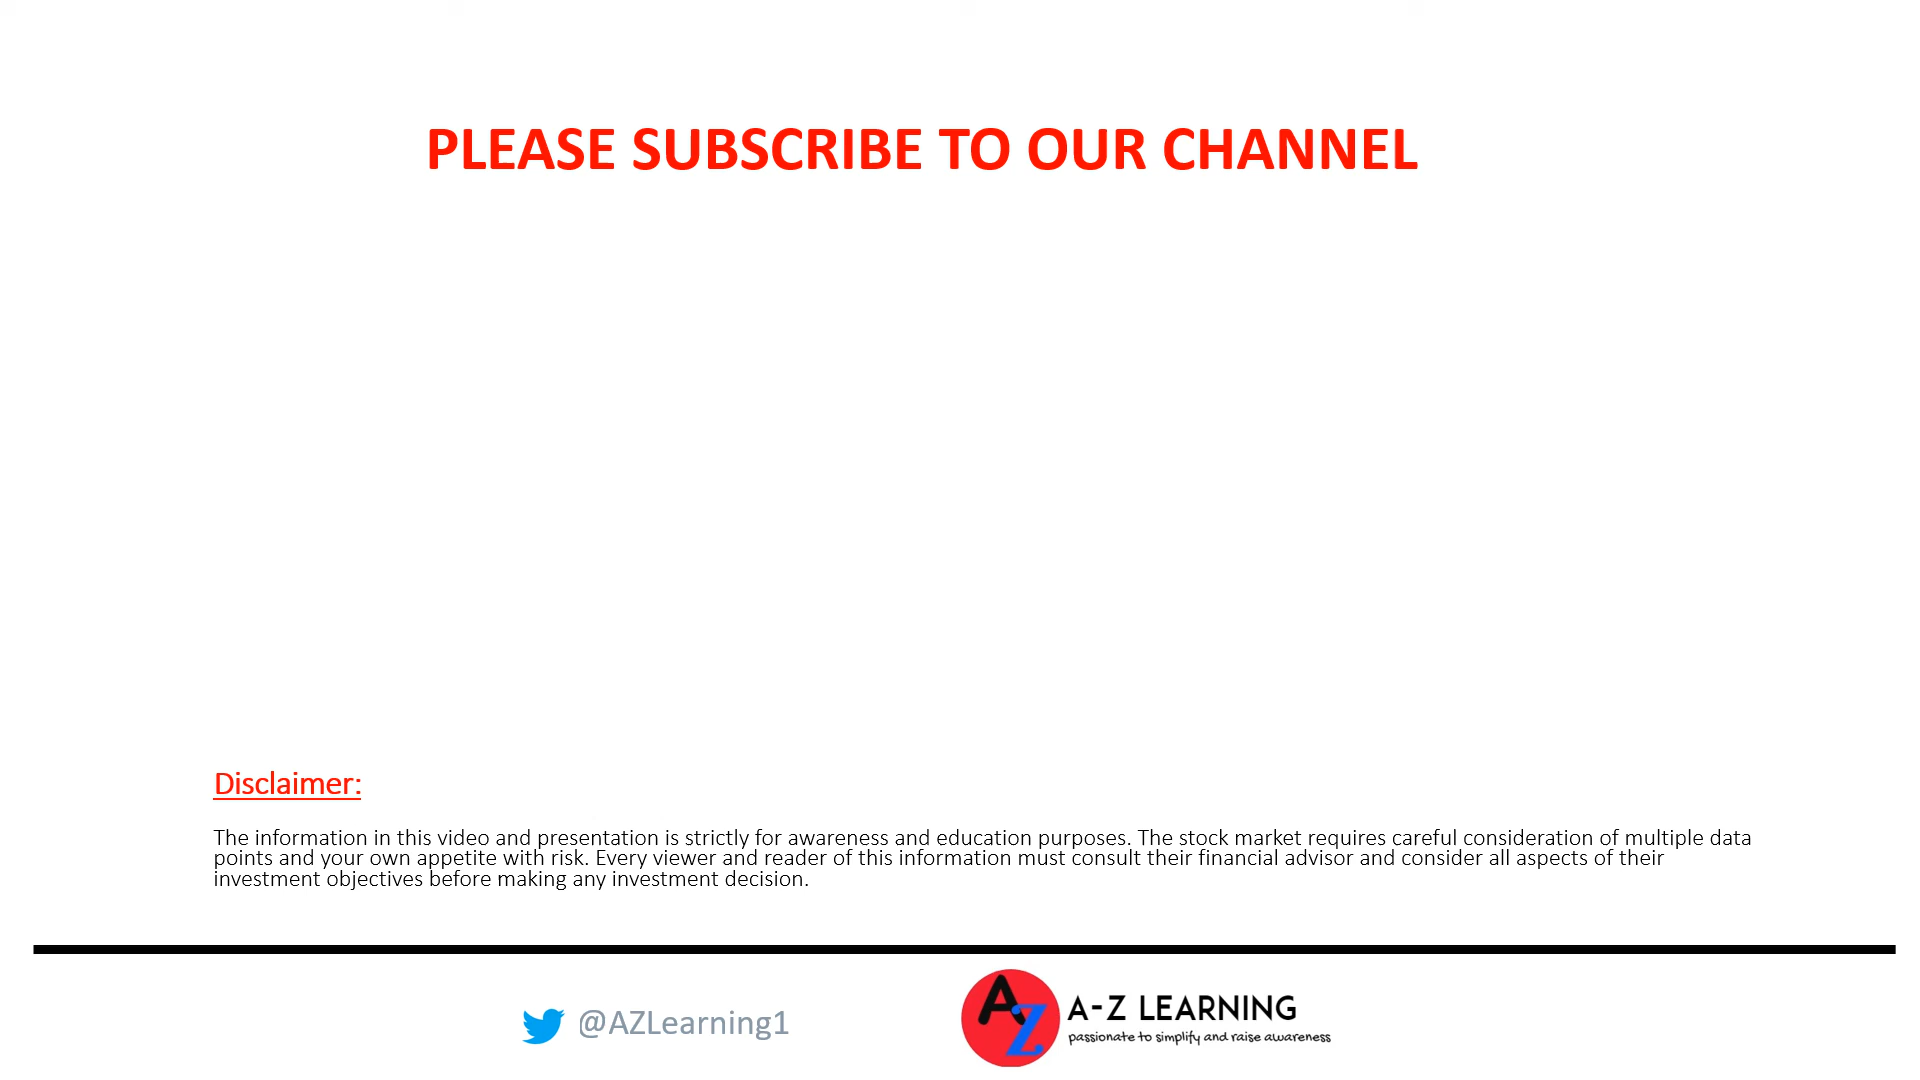 PLEASE SUBSCRIBE TO OUR CHANNEL
Disclaimer:
The information in this video and presentation is strictly for awareness and education purposes. The stock market requires careful consideration of multiple data
points and your own appetite with risk. Every viewer and reader of this information must consult their financial advisor and consider all aspects of their
investment objectives before making any investment decision.
@AZLearning1
AZ
A-Z LEARNING
passionate to simplify and raise awareness